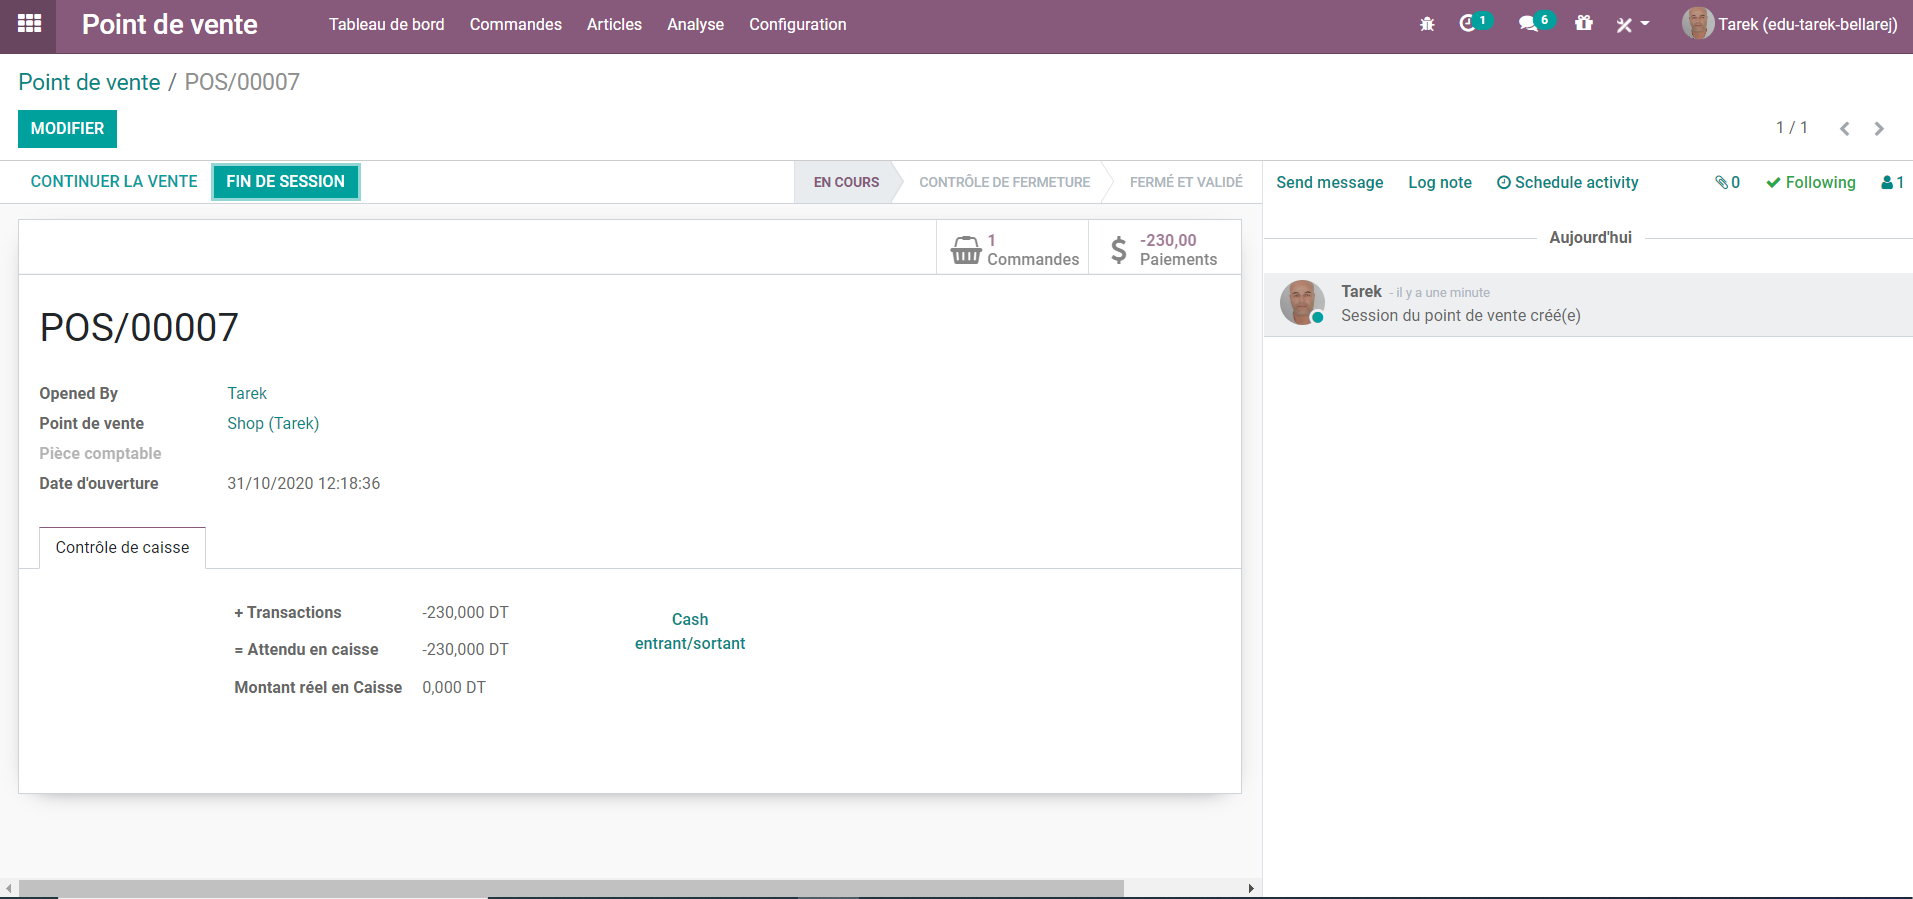 Point de vente
Tableau de bord
Commandes
Articles
Analyse
Configuration
1
6
Tarek (edu-tarek-bellarej)
Point de vente / POS/00007
MODIFIER
1 / 1
CONTINUER LA VENTE
FIN DE SESSION
EN COURS
CONTRÔLE DE FERMETURE
FERMÉ ET VALIDÉ
Send message
Log note
Schedule activity
0
Following
1
1
Commandes
$
-230,00
Paiements
Aujourd'hui
Tarek - il y a une minute
Session du point de vente créé(e)
POS/00007
Opened By Tarek
Point de vente Shop (Tarek)
Pièce comptable
Date d'ouverture 31/10/2020 12:18:36
Contrôle de caisse
+ Transactions -230,000 DT
= Attendu en caisse -230,000 DT
Montant réel en Caisse 0,000 DT
Cash
entrant/sortant